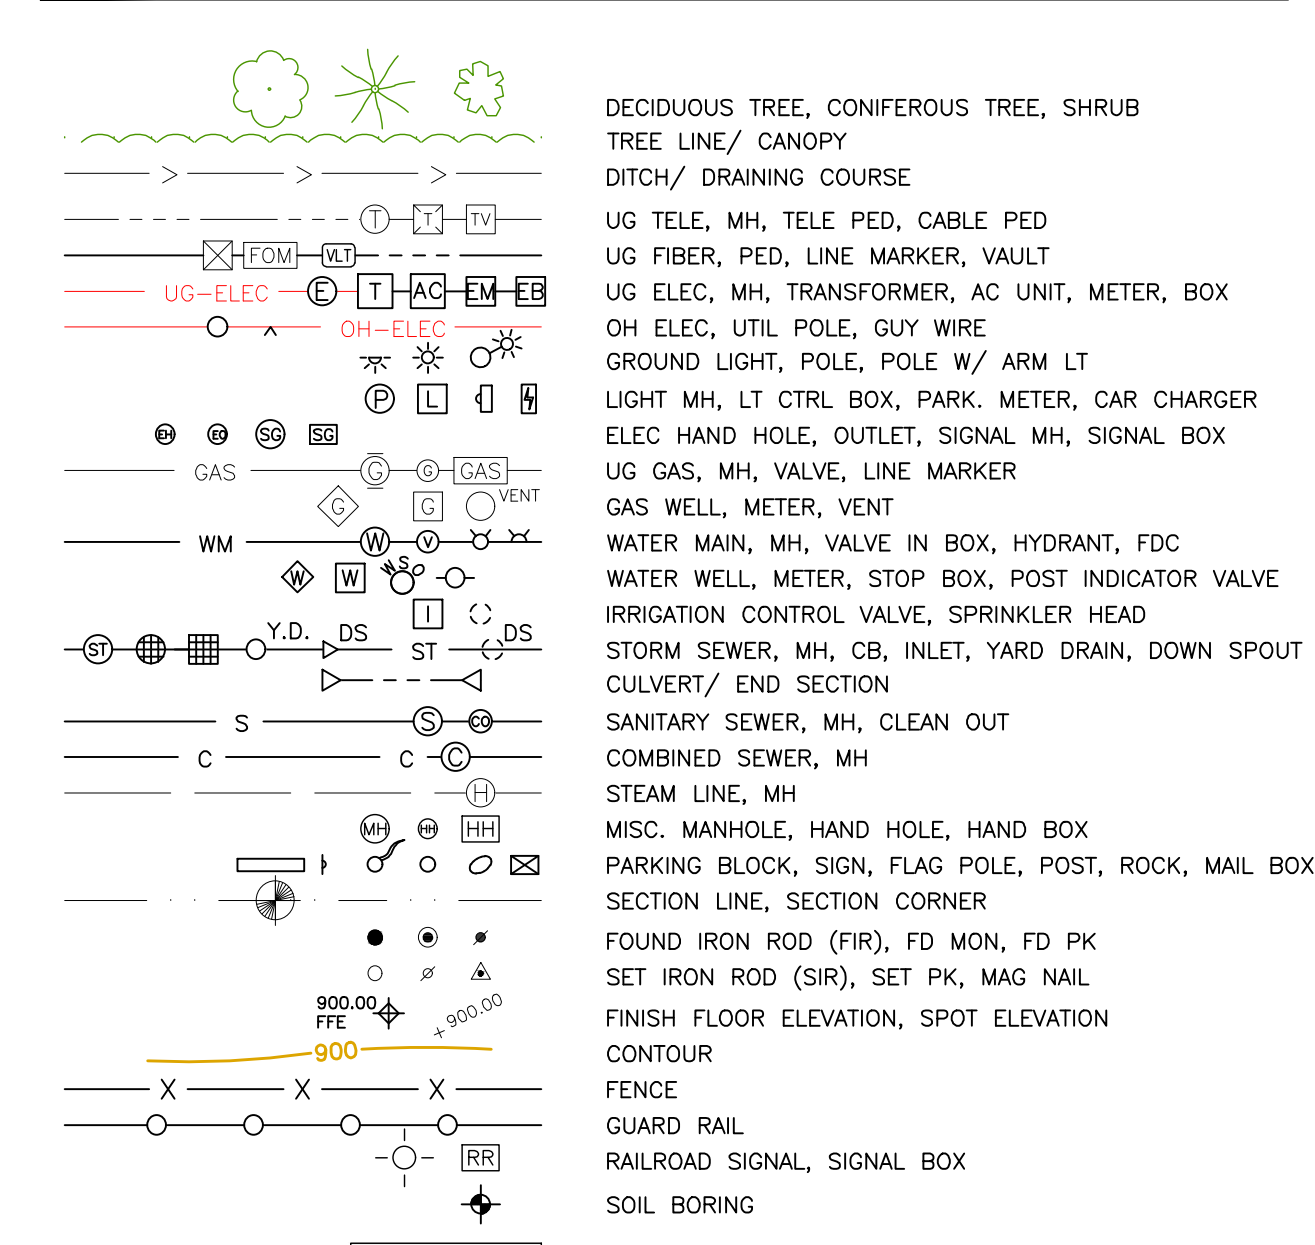 DECIDUOUS TREE, CONIFEROUS TREE, SHRUB
TREE LINE/ CANOPY
DITCH/ DRAINING COURSE
T T TV UG TELE, MH, TELE PED, CABLE PED
FOM VLT UG FIBER, PED, LINE MARKER, VAULT
UG-ELEC E T AC EM EB UG ELEC, MH, TRANSFORMER, AC UNIT, METER, BOX
OH-ELEC OH ELEC, UTIL POLE, GUY WIRE
GROUND LIGHT, POLE, POLE W/ ARM LT
P L LIGHT MH, LT CTRL BOX, PARK. METER, CAR CHARGER
EH EO SG SG ELEC HAND HOLE, OUTLET, SIGNAL MH, SIGNAL BOX
GAS G G GAS UG GAS, MH, VALVE, LINE MARKER
G G VENT GAS WELL, METER, VENT
WM W V WATER MAIN, MH, VALVE IN BOX, HYDRANT, FDC
W W WSO WATER WELL, METER, STOP BOX, POST INDICATOR VALVE
I IRRIGATION CONTROL VALVE, SPRINKLER HEAD
ST Y.D. DS ST DS STORM SEWER, MH, CB, INLET, YARD DRAIN, DOWN SPOUT
CULVERT/ END SECTION
S S CO SANITARY SEWER, MH, CLEAN OUT
C C C COMBINED SEWER, MH
H STEAM LINE, MH
MH HH HH MISC. MANHOLE, HAND HOLE, HAND BOX
PARKING BLOCK, SIGN, FLAG POLE, POST, ROCK, MAIL BOX
SECTION LINE, SECTION CORNER
FOUND IRON ROD (FIR), FD MON, FD PK
SET IRON ROD (SIR), SET PK, MAG NAIL
900.00 FFE +900.00 FINISH FLOOR ELEVATION, SPOT ELEVATION
900 CONTOUR
X X X FENCE
GUARD RAIL
RR RAILROAD SIGNAL, SIGNAL BOX
SOIL BORING